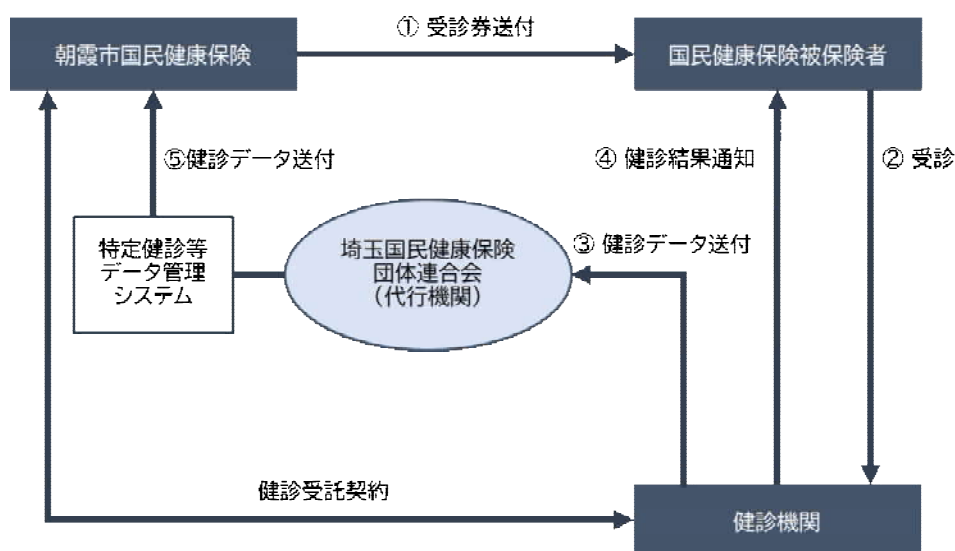 ① 受診券送付
朝霞市国民健康保険
国民健康保険被保険者
⑤健診データ送付
④ 健診結果通知
② 受診
特定健診等
データ管理
システム
埼玉国民健康保険
団体連合会
（代行機関）
③ 健診データ送付
健診受託契約
健診機関